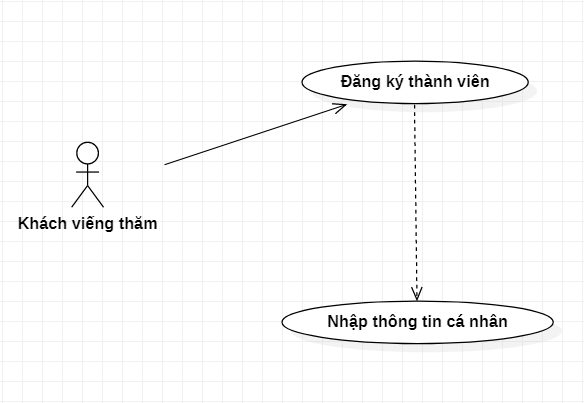 Đăng ký thành viên
Khách viếng thăm
Nhập thông tin cá nhân